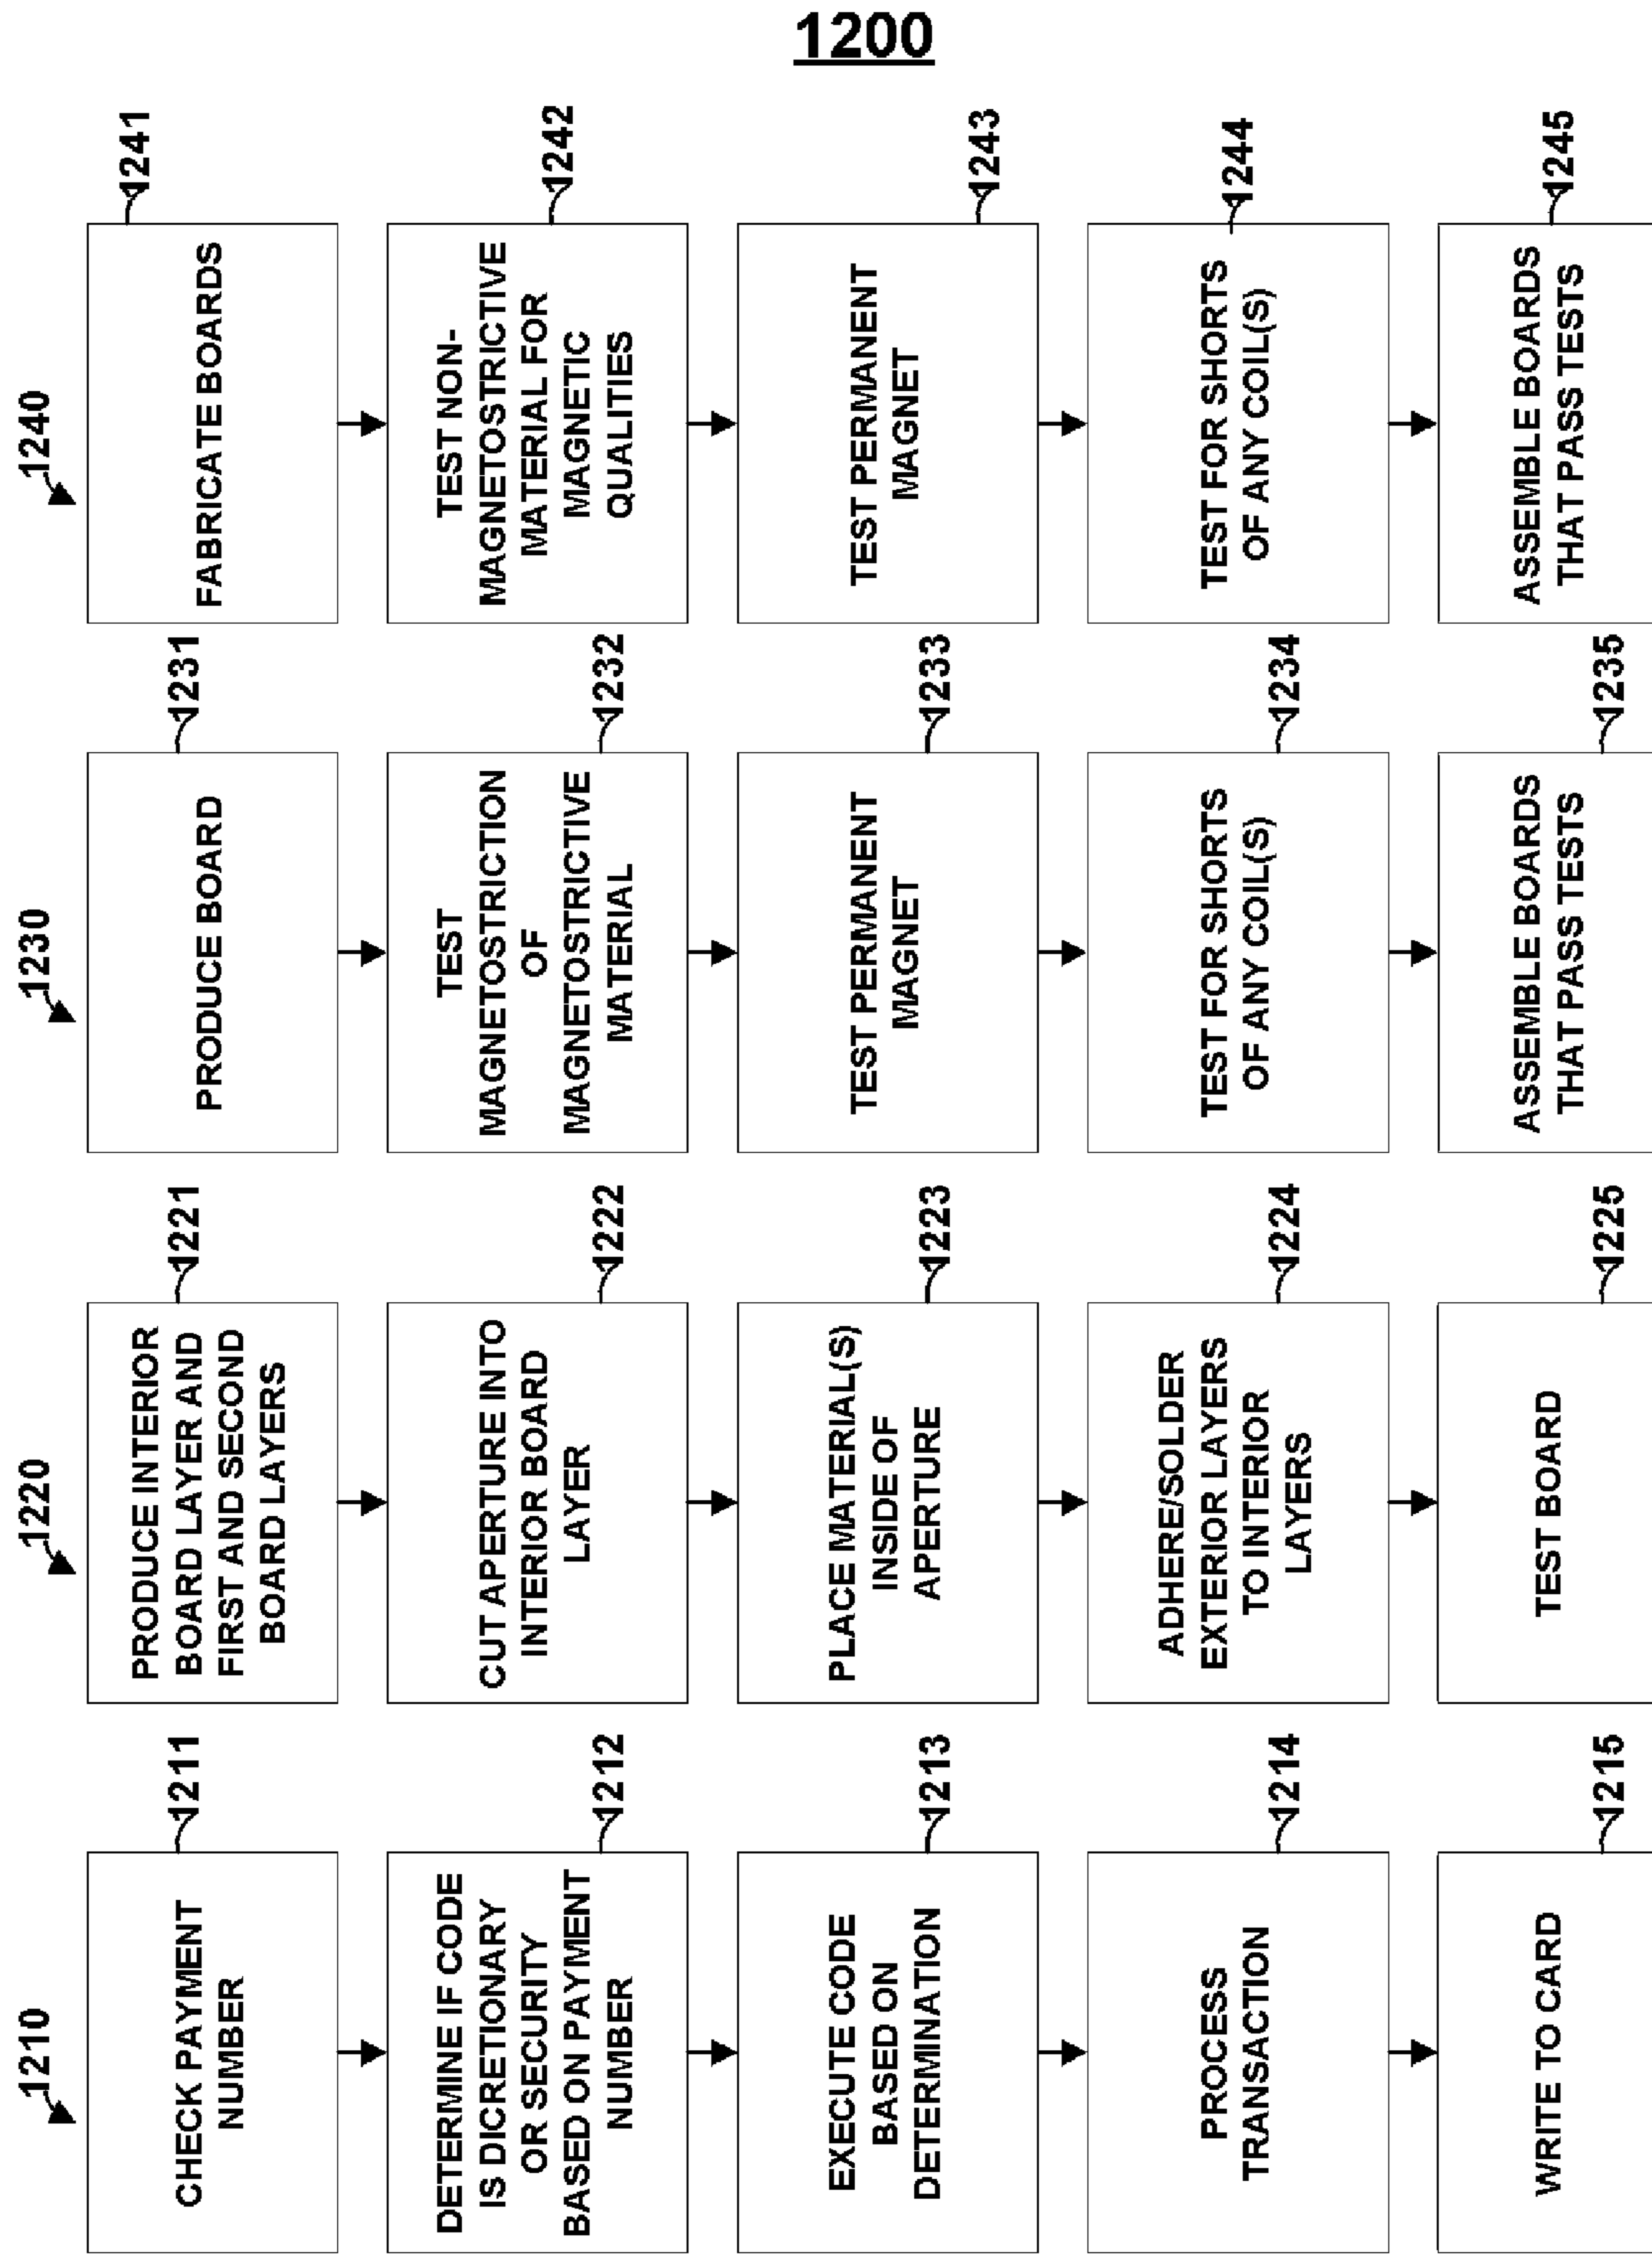 1200
1210
CHECK PAYMENT
NUMBER
1211
DETERMINE IF CODE
IS DICRETIONARY
OR SECURITY
BASED ON PAYMENT
NUMBER
1212
EXECUTE CODE
BASED ON
DETERMINATION
1213
PROCESS
TRANSACTION
1214
WRITE TO CARD
1215
1220
PRODUCE INTERIOR
BOARD LAYER AND
FIRST AND SECOND
BOARD LAYERS
1221
CUT APERTURE INTO
INTERIOR BOARD
LAYER
1222
PLACE MATERIAL(S)
INSIDE OF
APERTURE
1223
ADHERE/SOLDER
EXTERIOR LAYERS
TO INTERIOR
LAYERS
1224
TEST BOARD
1225
1230
PRODUCE BOARD
1231
TEST
MAGNETOSTRICTION
OF
MAGNETOSTRICTIVE
MATERIAL
1232
TEST PERMANENT
MAGNET
1233
TEST FOR SHORTS
OF ANY COIL(S)
1234
ASSEMBLE BOARDS
THAT PASS TESTS
1235
1240
FABRICATE BOARDS
1241
TEST NON-
MAGNETOSTRICTIVE
MATERIAL FOR
MAGNETIC
QUALITIES
1242
TEST PERMANENT
MAGNET
1243
TEST FOR SHORTS
OF ANY COIL(S)
1244
ASSEMBLE BOARDS
THAT PASS TESTS
1245